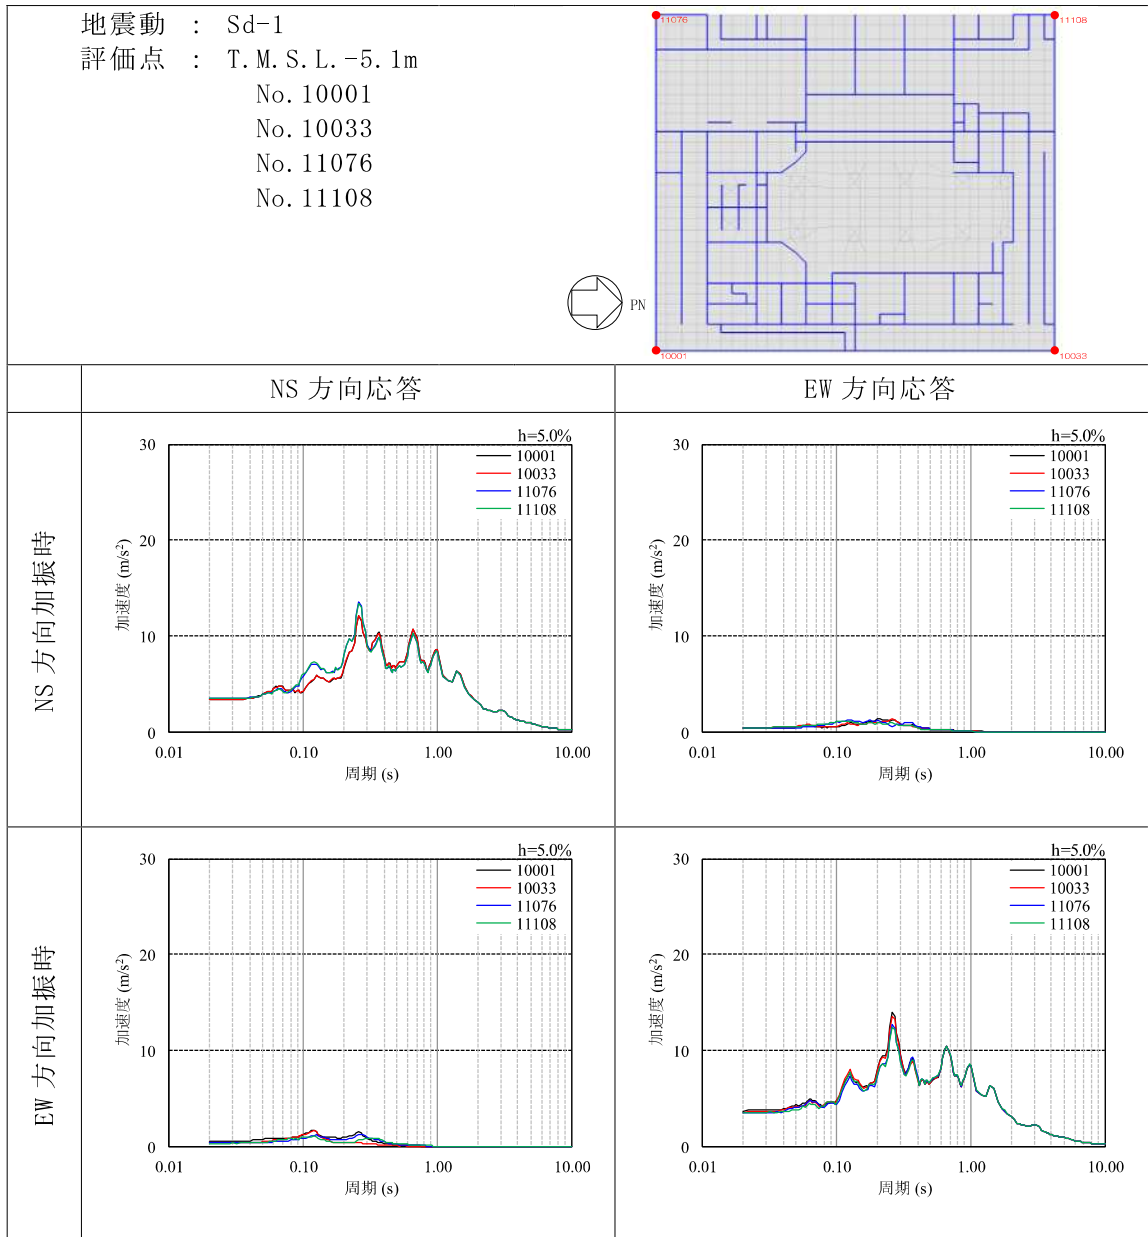 地震動 : Sd-1
評価点 : T.M.S.L.-5.1m
No.10001
No.10033
No.11076
No.11108
11076
11108
PN
10001
10033
NS 方向応答
EW 方向応答
NS 方向加振時
h=5.0%
10001
10033
11076
11108
加速度 (m/s²)
30
20
10
0
0.01
0.10
1.00
10.00
周期 (s)
h=5.0%
10001
10033
11076
11108
加速度 (m/s²)
30
20
10
0
0.01
0.10
1.00
10.00
周期 (s)
EW 方向加振時
h=5.0%
10001
10033
11076
11108
加速度 (m/s²)
30
20
10
0
0.01
0.10
1.00
10.00
周期 (s)
h=5.0%
10001
10033
11076
11108
加速度 (m/s²)
30
20
10
0
0.01
0.10
1.00
10.00
周期 (s)